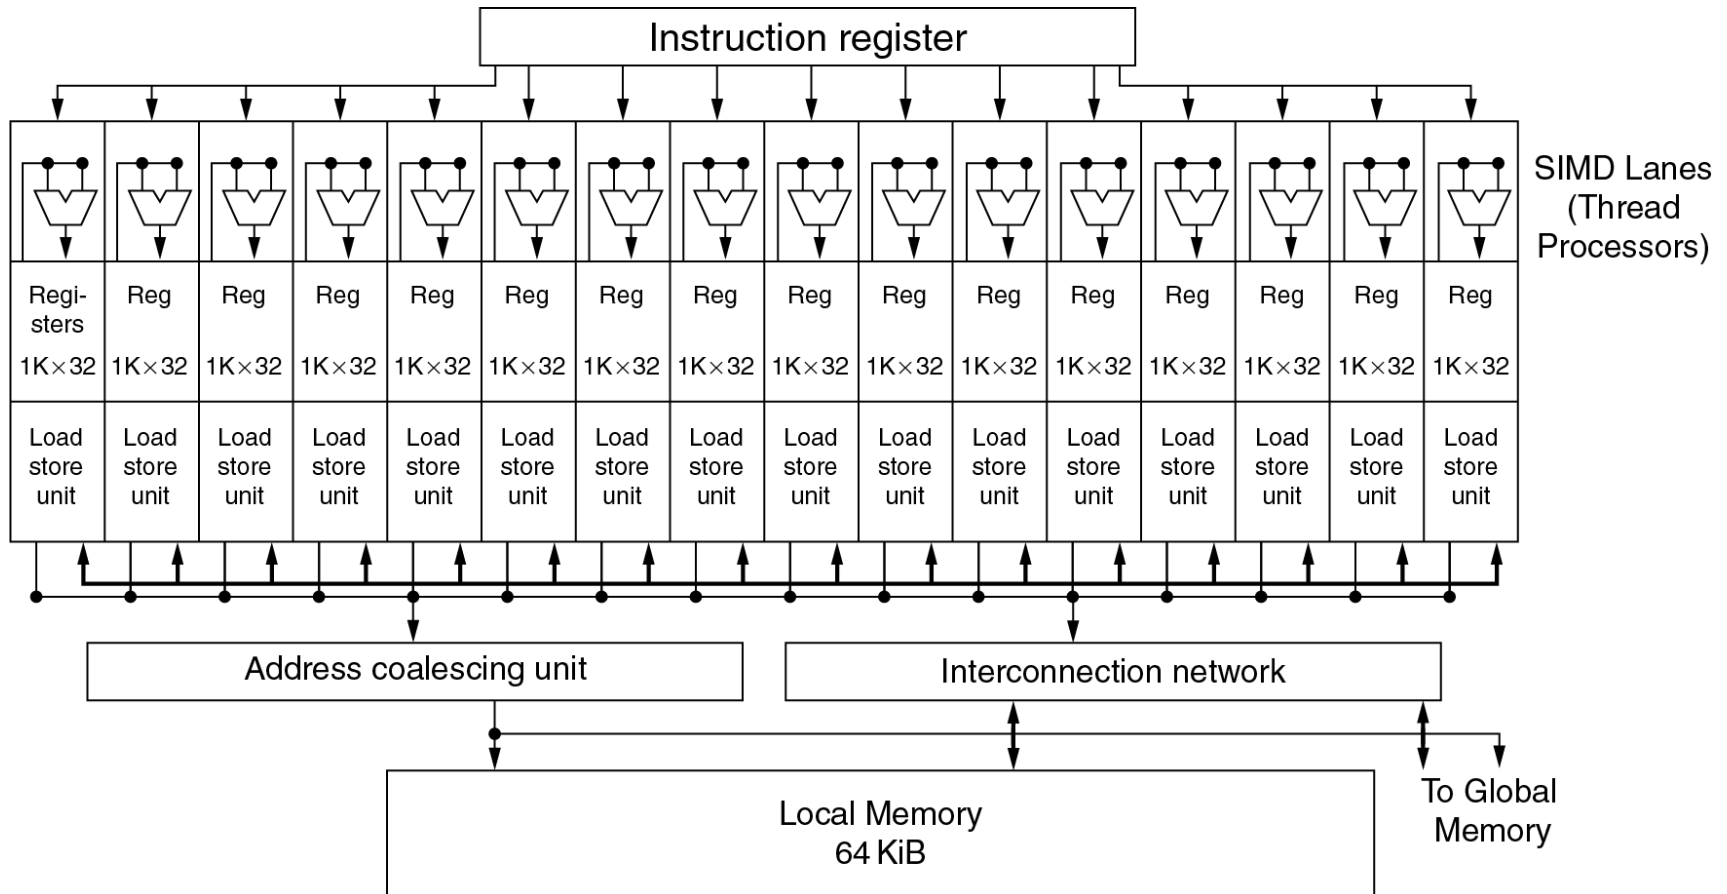 Instruction register
SIMD Lanes
(Thread
Processors)
Regi- Reg Reg Reg Reg Reg Reg Reg Reg Reg Reg Reg Reg Reg Reg Reg
sters
1K×32 1K×32 1K×32 1K×32 1K×32 1K×32 1K×32 1K×32 1K×32 1K×32 1K×32 1K×32 1K×32 1K×32 1K×32 1K×32
Load Load Load Load Load Load Load Load Load Load Load Load Load Load Load Load
store store store store store store store store store store store store store store store store
unit unit unit unit unit unit unit unit unit unit unit unit unit unit unit unit
Address coalescing unit
Interconnection network
Local Memory
64 KiB
To Global
Memory